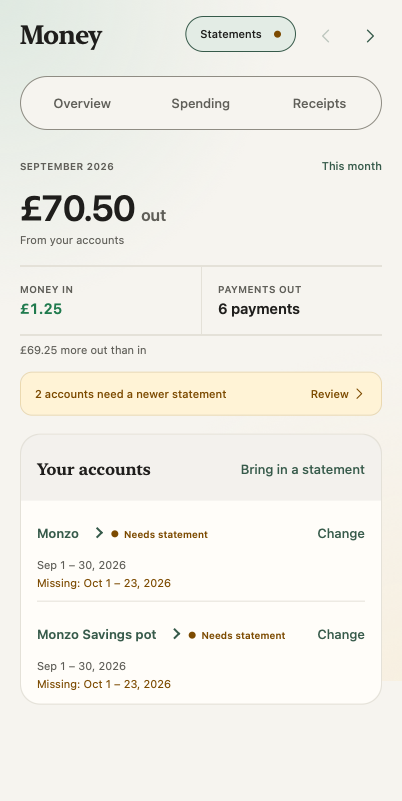 Money
Statements
Overview Spending Receipts
SEPTEMBER 2026 This month
£70.50 out
From your accounts
MONEY IN PAYMENTS OUT
£1.25 6 payments
£69.25 more out than in
2 accounts need a newer statement Review
Your accounts Bring in a statement
Monzo Needs statement Change
Sep 1 – 30, 2026
Missing: Oct 1 – 23, 2026
Monzo Savings pot Needs statement Change
Sep 1 – 30, 2026
Missing: Oct 1 – 23, 2026